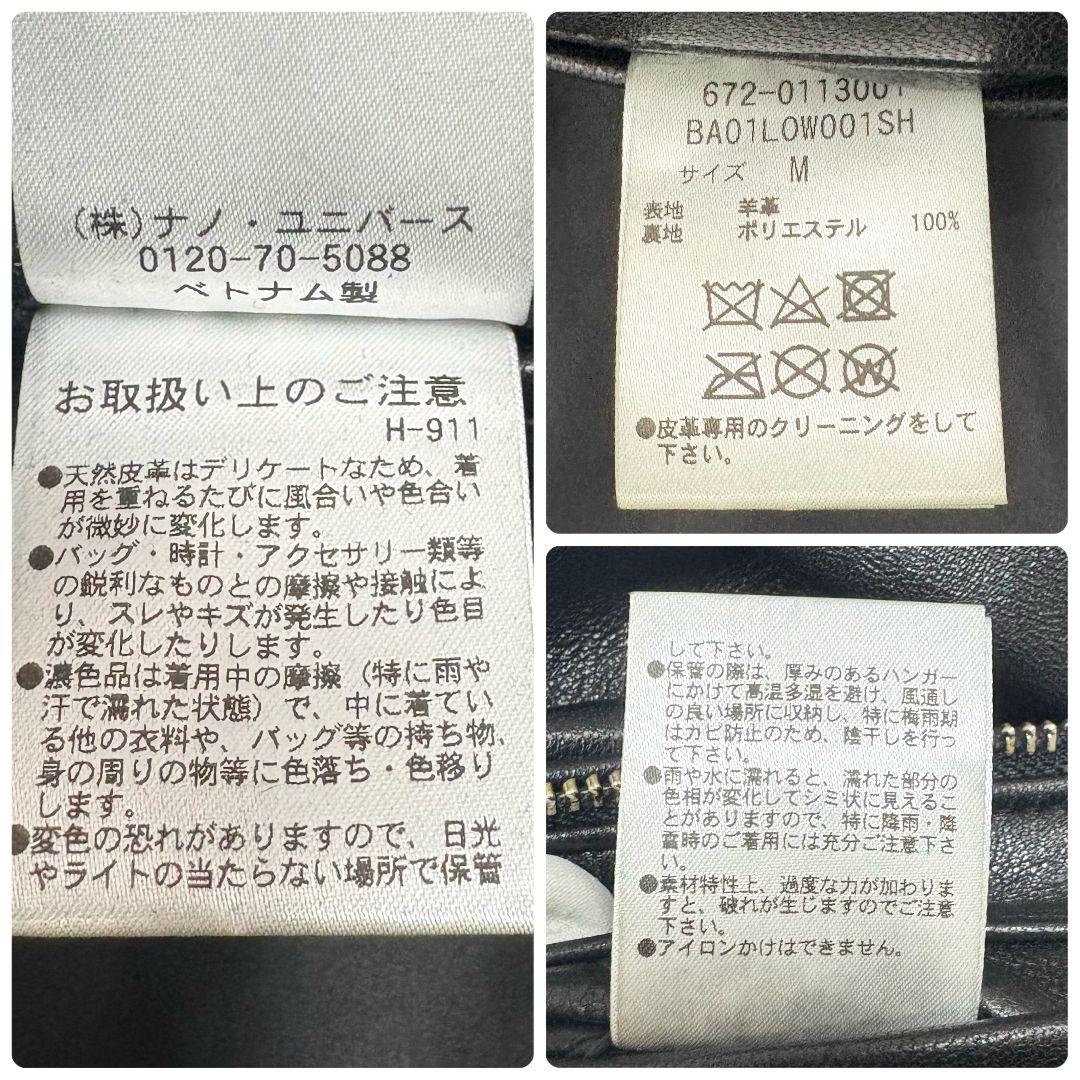 (株)ナノ・ユニバース
0120-70-5088
ベトナム製
お取扱い上のご注意
H-911
●天然皮革はデリケートなため、着
用を重ねるたびに風合いや色合い
が微妙に変化します。
●バッグ・時計・アクセサリー類等
の鋭利なものとの摩擦や接触によ
り、スレやキズが発生したり色目
が変化したりします。
●濃色品は着用中の摩擦(特に雨や
汗で濡れた状態)で、中に着てい
る他の衣料や、バッグ等の持ち物、
身の周りの物等に色落ち・色移り
します。
●変色の恐れがありますので、日光
やライトの当たらない場所で保管
672-0113001
BA01LOW001SH
サイズ M
表地 羊革
裏地 ポリエステル 100%
W
●皮革専用のクリーニングをして
下さい。
して下さい。
●保管の際は、厚みのあるハンガー
にかけて高温多湿を避け、風通し
の良い場所に収納し、特に梅雨期
はカビ防止のため、陰干しを行っ
て下さい。
●雨や水に濡れると、濡れた部分の
色相が変化してシミ状に見えるこ
とがありますので、特に降雨・降
雪時のご着用には充分ご注意下さ
い。
●素材特性上、過度な力が加わりま
すと、破れが生じますのでご注意
下さい。
●アイロンかけはできません。